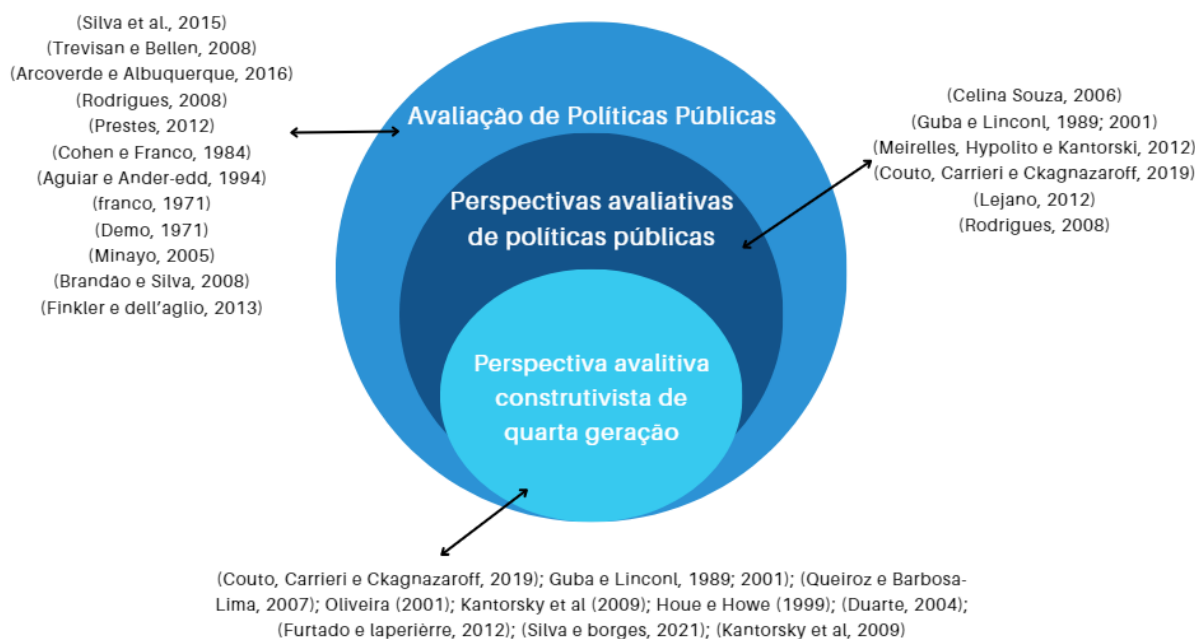 (Silva et al., 2015)
(Trevisan e Bellen, 2008)
(Arcoverde e Albuquerque, 2016)
(Rodrigues, 2008)
(Prestes, 2012)
(Cohen e Franco, 1984)
(Aguiar e Ander-edd, 1994)
(franco, 1971)
(Demo, 1971)
(Minayo, 2005)
(Brandão e Silva, 2008)
(Finkler e dell'aglio, 2013)
Avaliação de Políticas Públicas
Perspectivas avaliativas
de políticas públicas
Perspectiva avalitiva
construtivista de
quarta geração
(Celina Souza, 2006)
(Guba e Linconl, 1989; 2001)
(Meirelles, Hypolito e Kantorski, 2012)
(Couto, Carrieri e Ckagnazaroff, 2019)
(Lejano, 2012)
(Rodrigues, 2008)
(Couto, Carrieri e Ckagnazaroff, 2019); Guba e Linconl, 1989; 2001); (Queiroz e Barbosa-
Lima, 2007); Oliveira (2001); Kantorsky et al (2009); Houe e Howe (1999); (Duarte, 2004);
(Furtado e laperièrre, 2012); (Silva e borges, 2021); (Kantorsky et al, 2009)